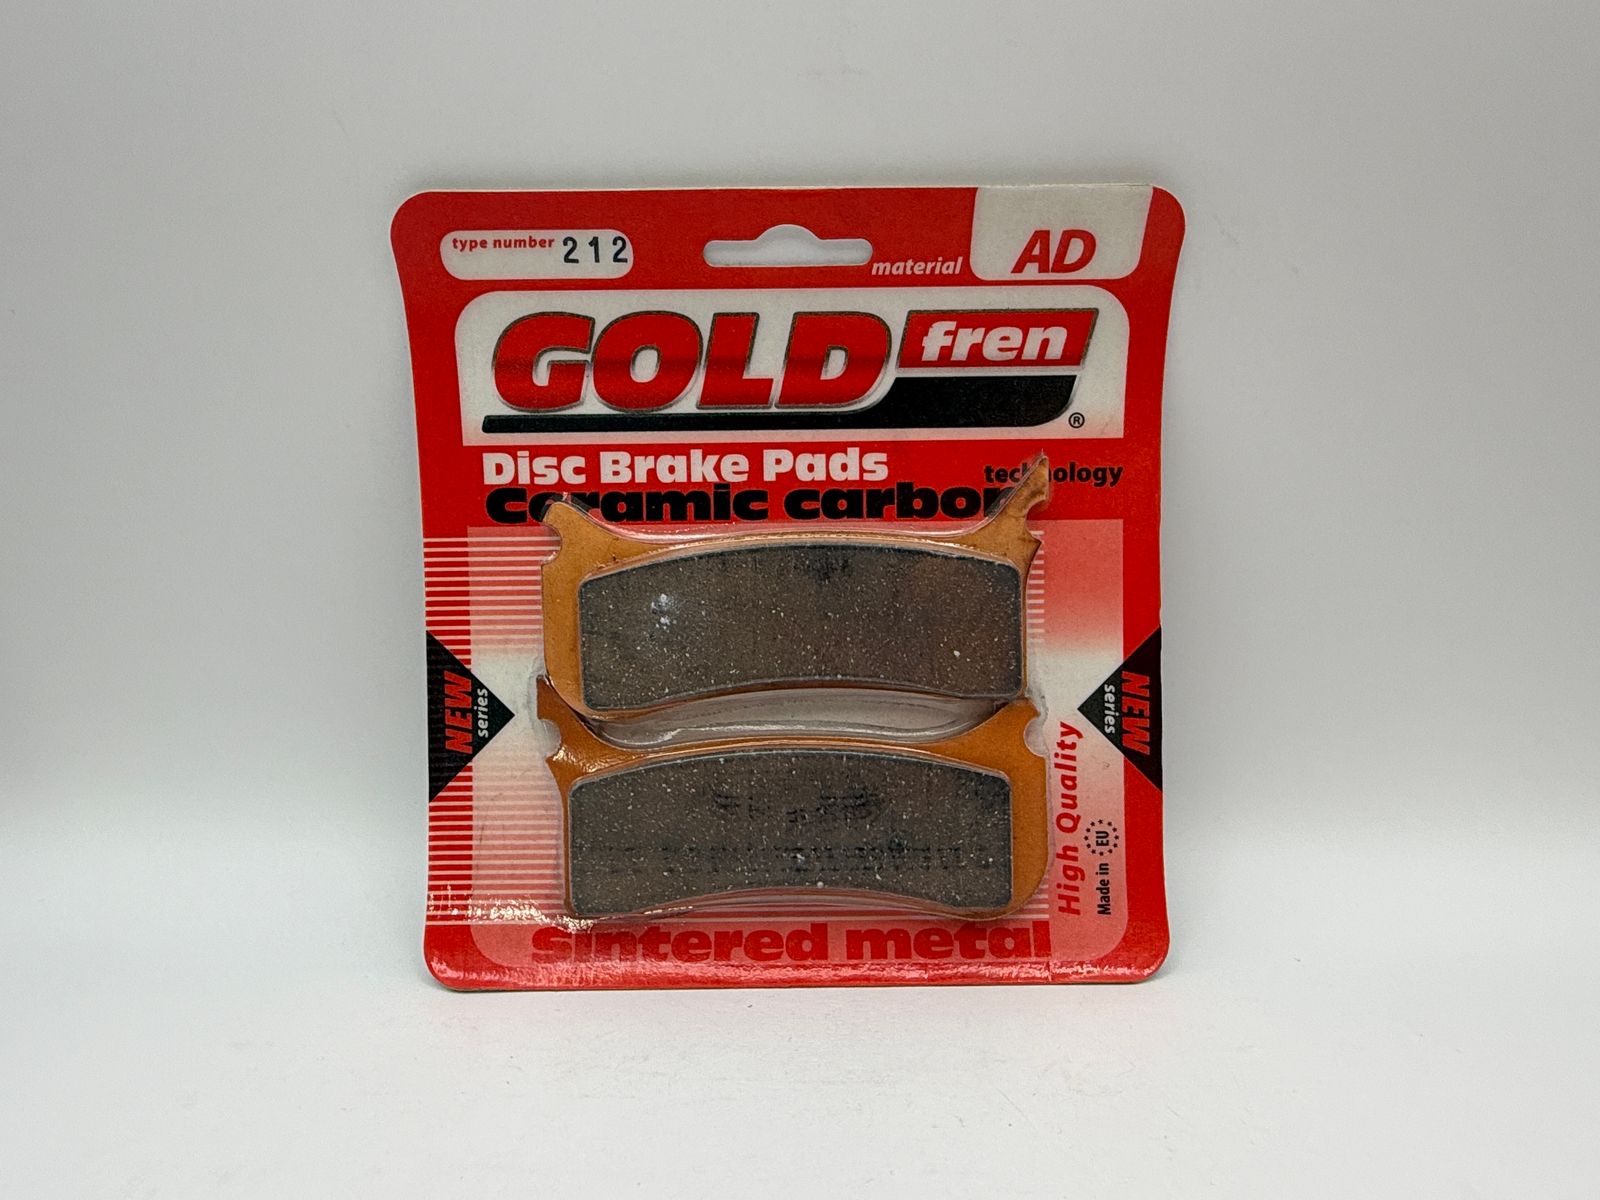 type number 212
material AD
GOLD fren ®
Disc Brake Pads
technology
Ceramic carbon
NEW series
NEW series
High Quality
Made in EU
sintered metal